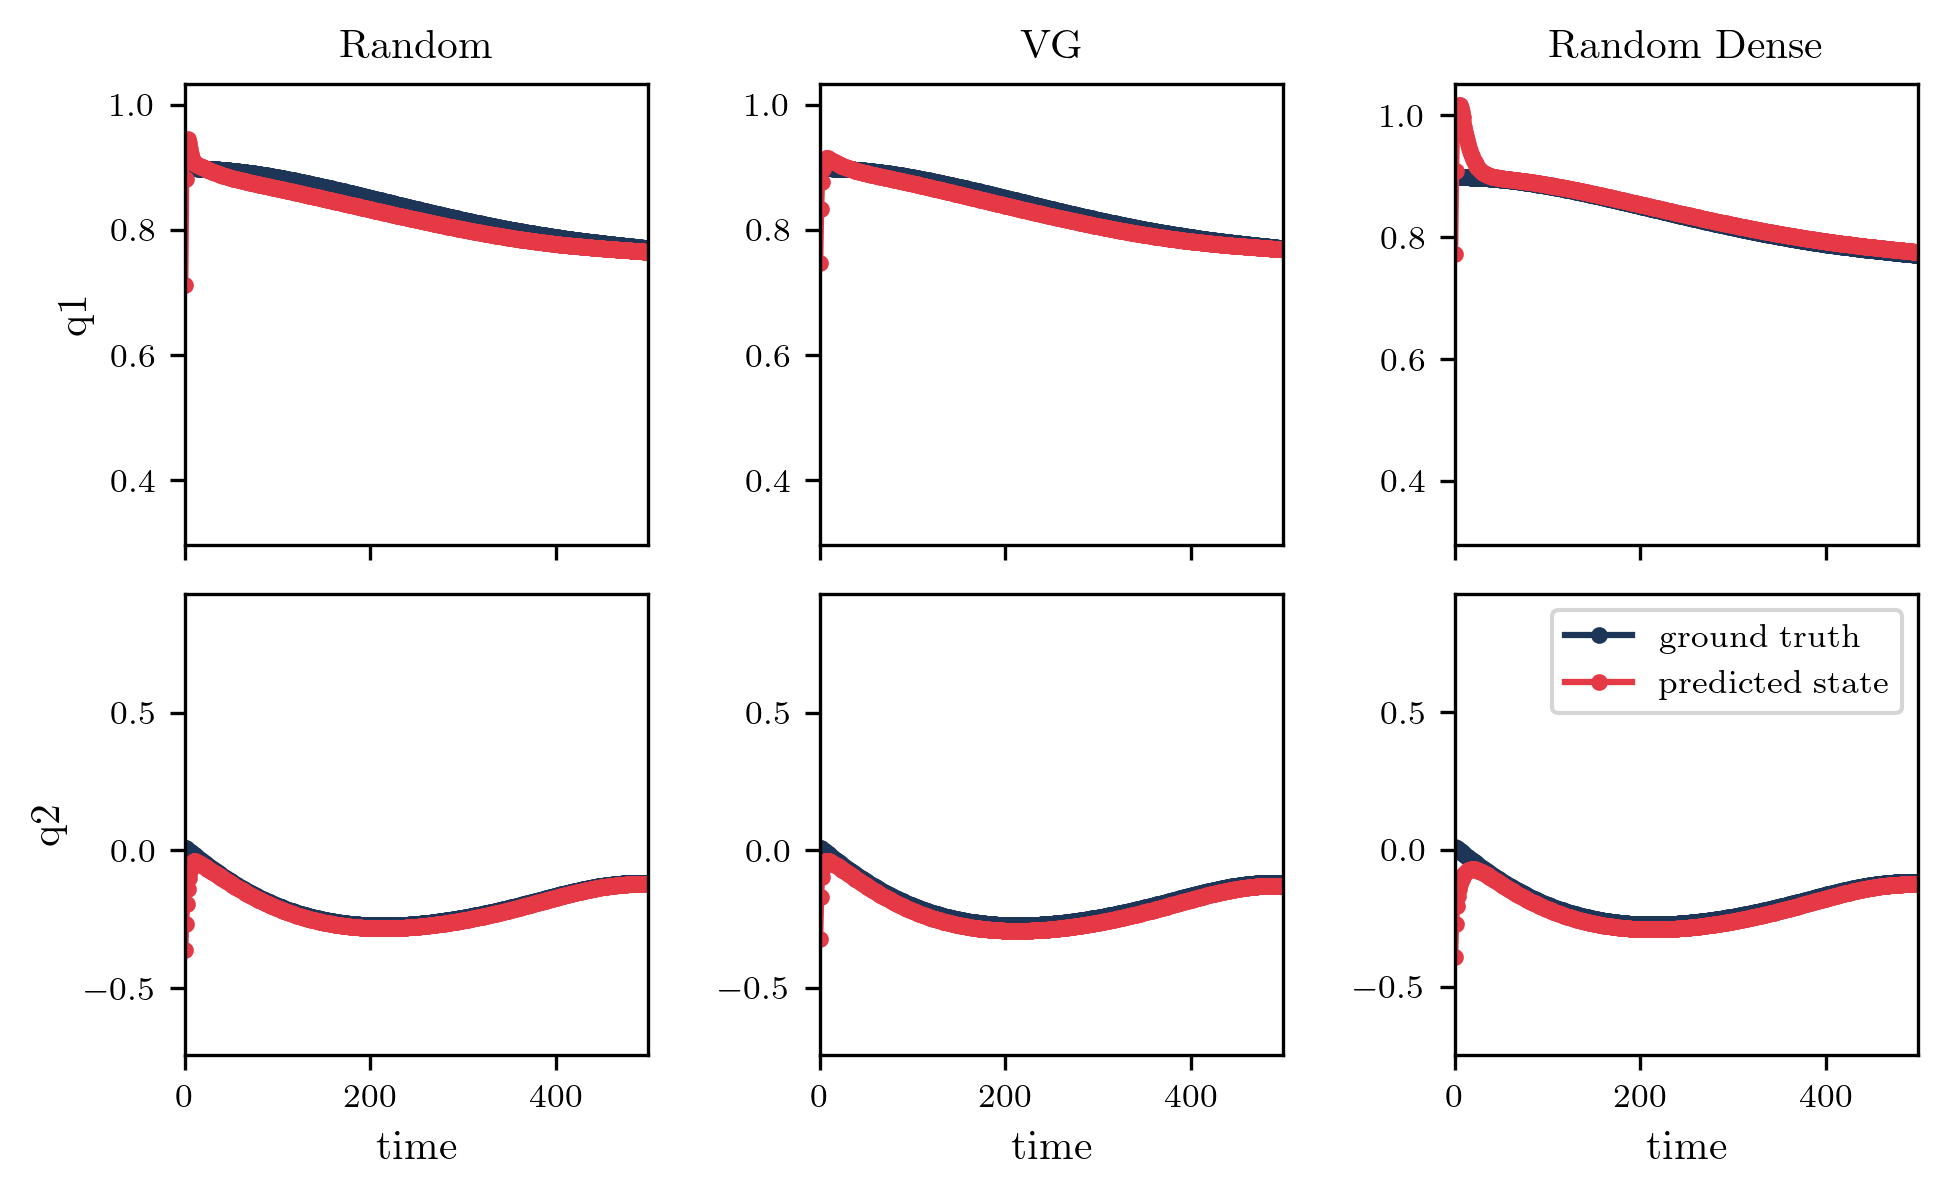 Random VG Random Dense
q1
1.0 1.0 1.0
0.8 0.8 0.8
0.6 0.6 0.6
0.4 0.4 0.4
q2
ground truth
predicted state
0.5 0.5 0.5
0.0 0.0 0.0
−0.5 −0.5 −0.5
0 200 400 0 200 400 0 200 400
time time time